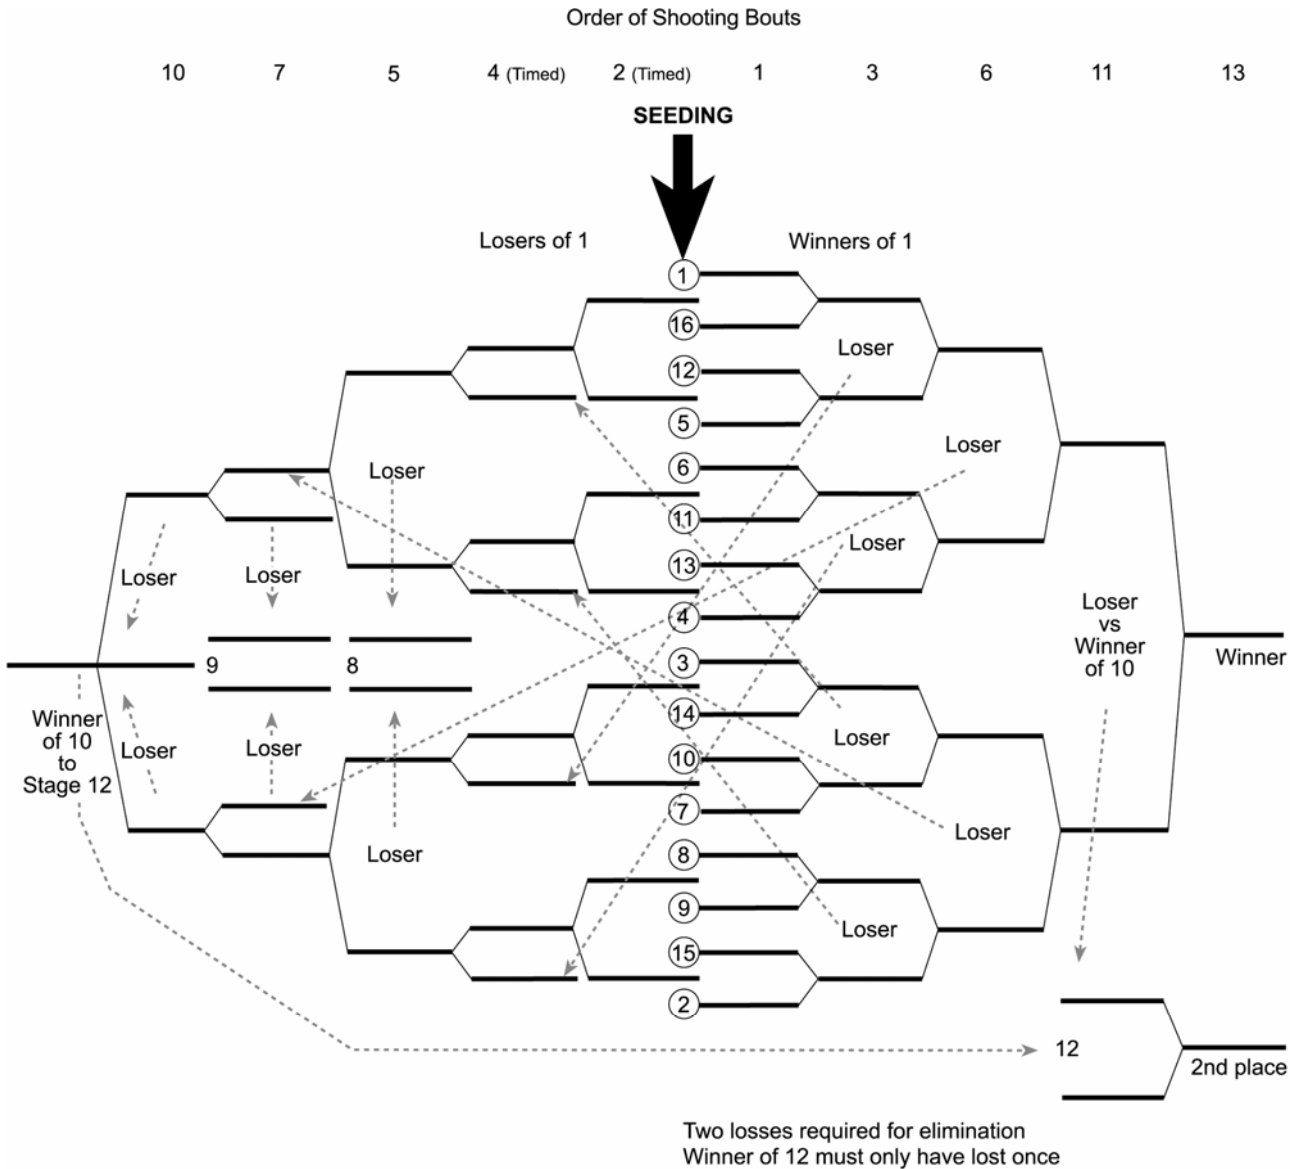 Order of Shooting Bouts
10 7 5 4 (Timed) 2 (Timed) 1 3 6 11 13
SEEDING
Losers of 1 Winners of 1
1
16
Loser
12
5
Loser
Loser
6
11
Loser
13
Loser
Loser
4
Loser
vs
Winner
of 10
9
8
3
Winner
Winner
of 10
to
Stage 12
14
Loser
Loser
Loser
10
7
Loser
Loser
8
9
Loser
15
2
12
2nd place
Two losses required for elimination
Winner of 12 must only have lost once